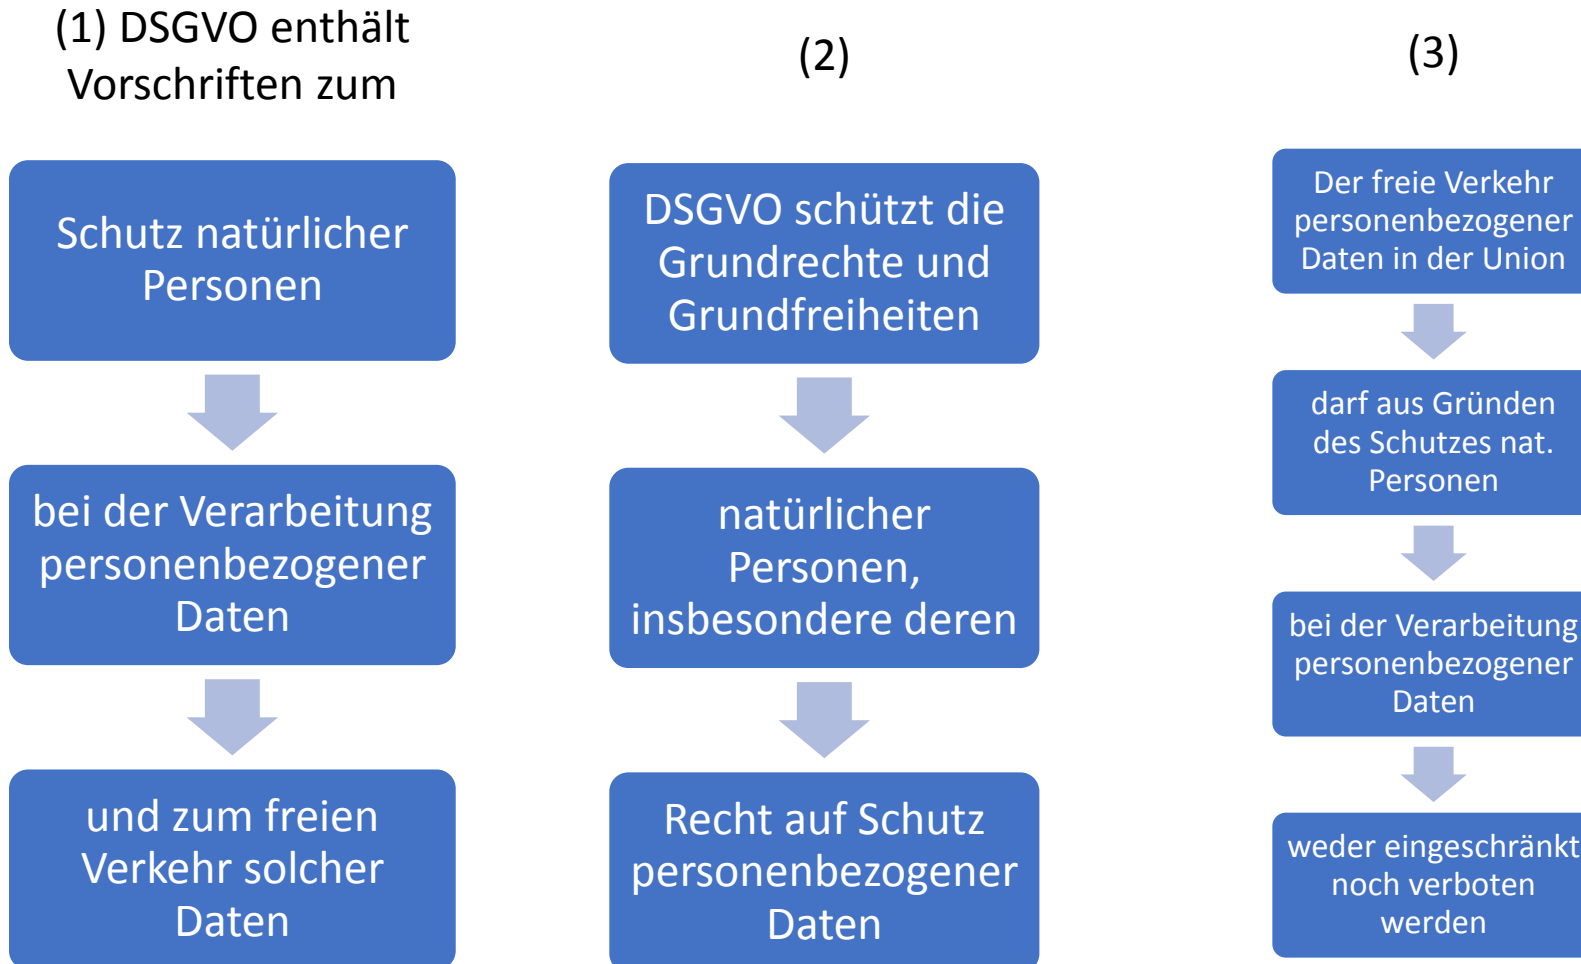 (1) DSGVO enthält
Vorschriften zum
Schutz natürlicher
Personen
bei der Verarbeitung
personenbezogener
Daten
und zum freien
Verkehr solcher
Daten
(2)
DSGVO schützt die
Grundrechte und
Grundfreiheiten
natürlicher
Personen,
insbesondere deren
Recht auf Schutz
personenbezogener
Daten
(3)
Der freie Verkehr
personenbezogener
Daten in der Union
darf aus Gründen
des Schutzes nat.
Personen
bei der Verarbeitung
personenbezogener
Daten
weder eingeschränkt
noch verboten
werden